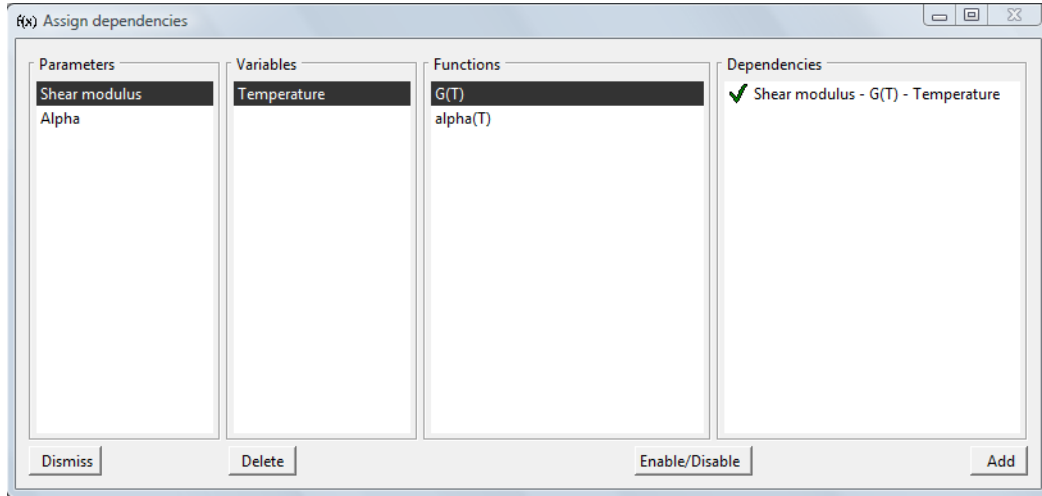 f(x) Assign dependencies
Parameters
Shear modulus
Alpha
Variables
Temperature
Functions
G(T)
alpha(T)
Dependencies
Shear modulus - G(T) - Temperature
Dismiss
Delete
Enable/Disable
Add